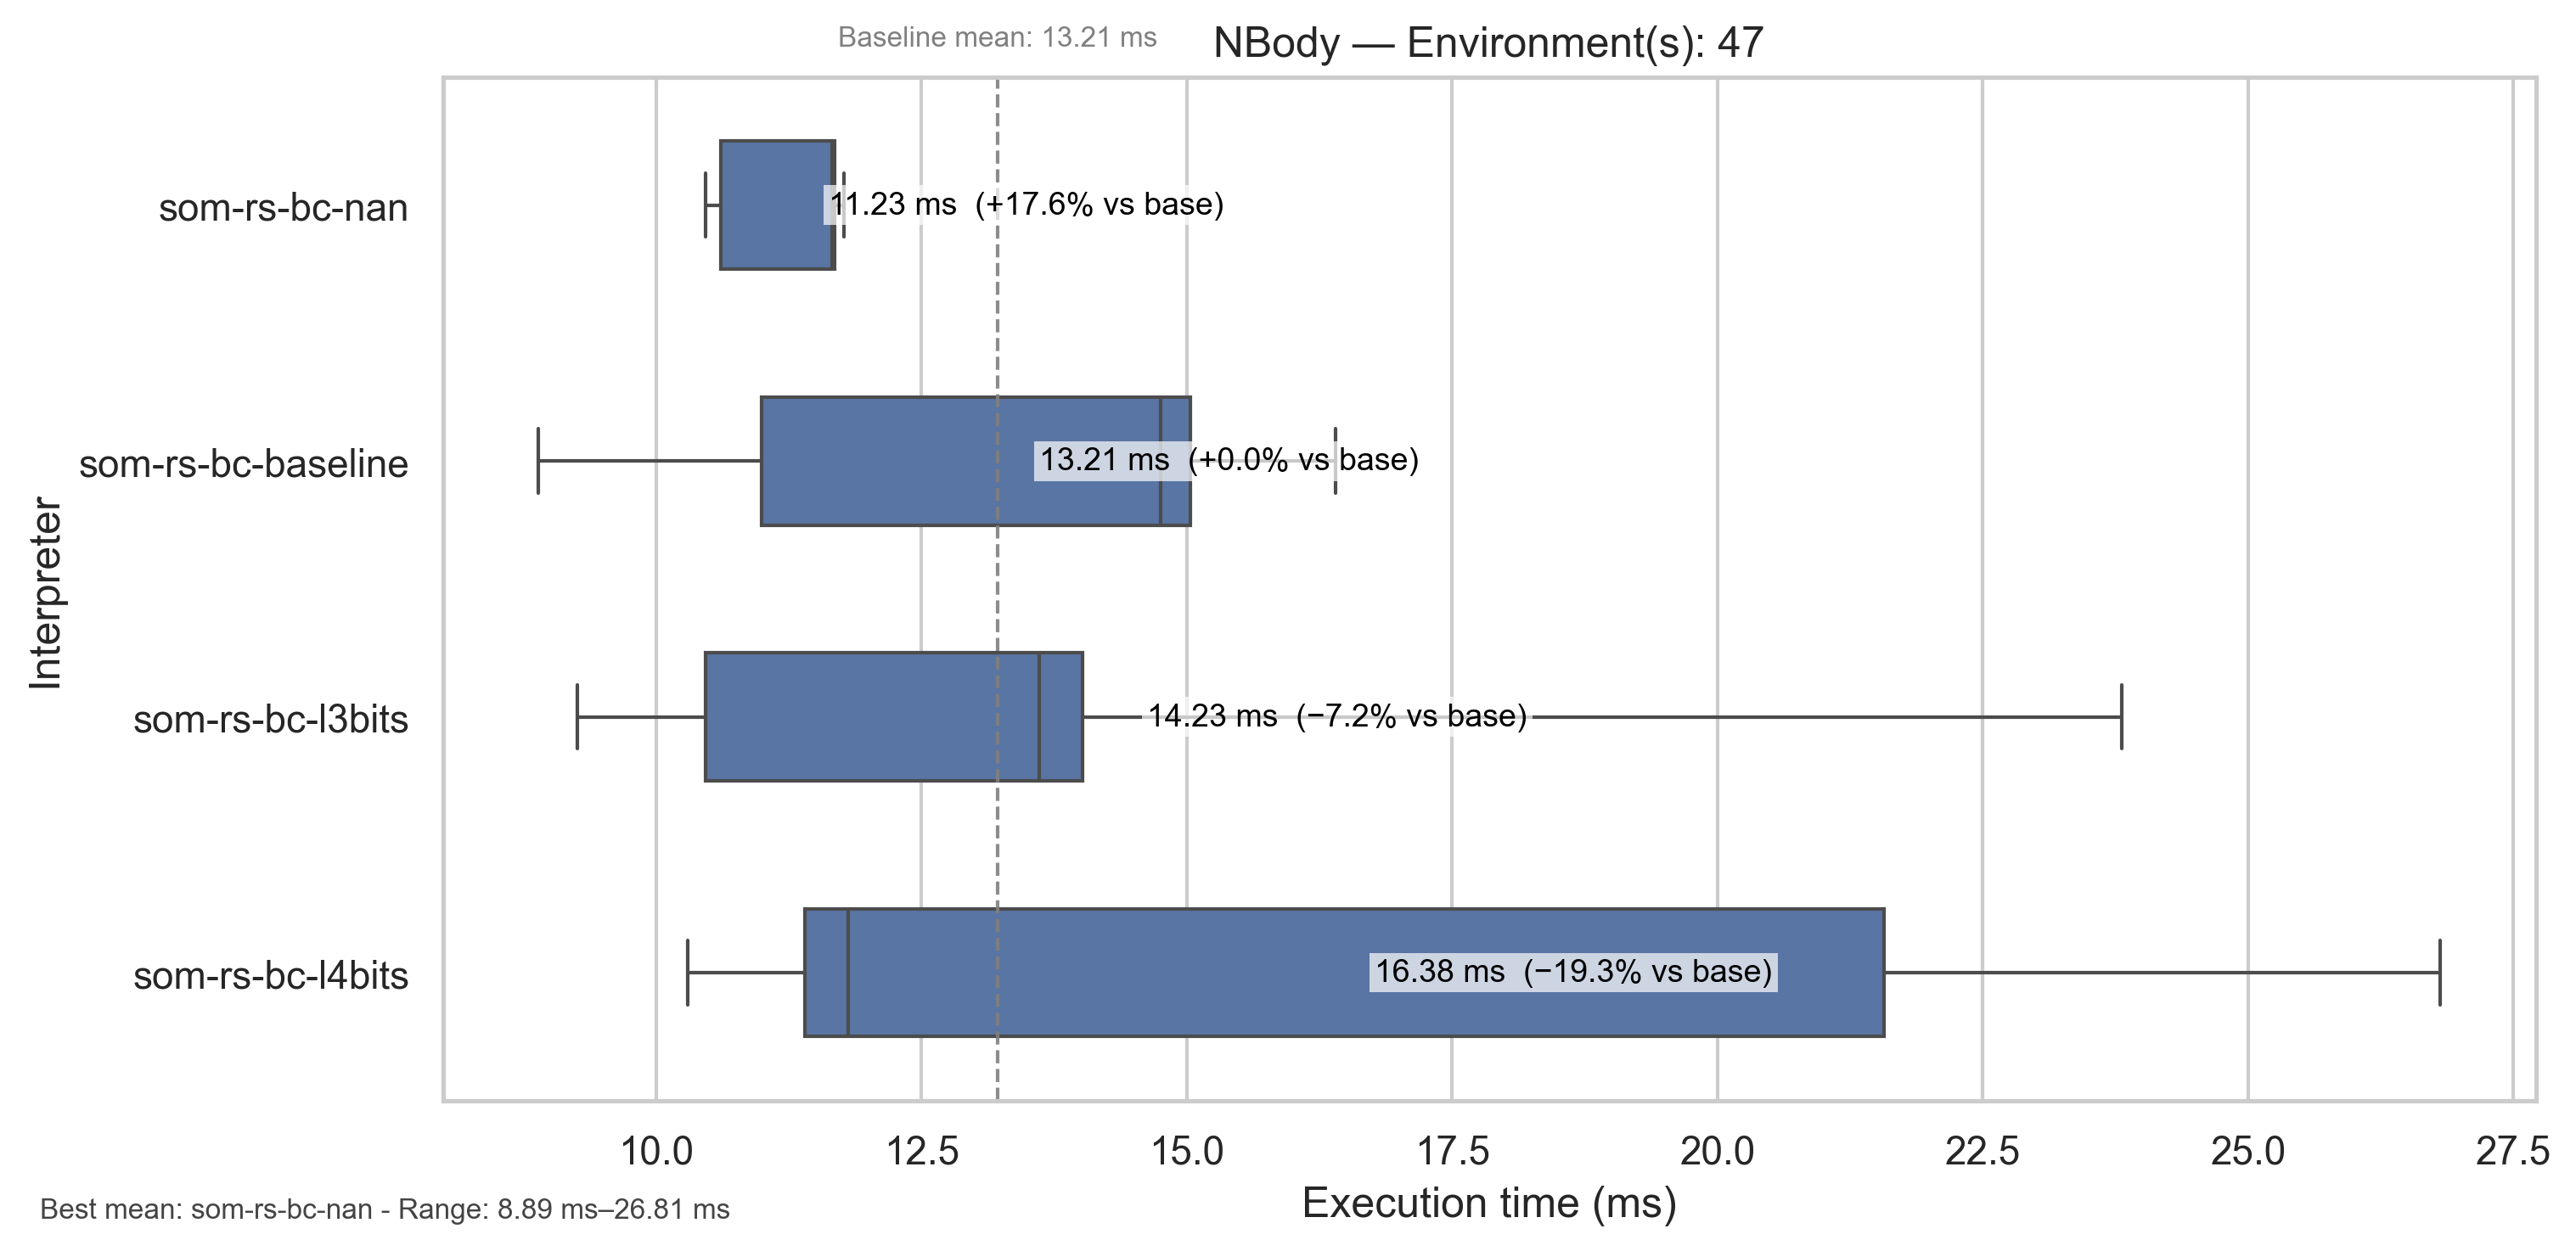 Baseline mean: 13.21 ms
NBody — Environment(s): 47
som-rs-bc-nan
11.23 ms  (+17.6% vs base)
som-rs-bc-baseline
13.21 ms  (+0.0% vs base)
Interpreter
som-rs-bc-l3bits
14.23 ms  (−7.2% vs base)
som-rs-bc-l4bits
16.38 ms  (−19.3% vs base)
10.0 12.5 15.0 17.5 20.0 22.5 25.0 27.5
Execution time (ms)
Best mean: som-rs-bc-nan - Range: 8.89 ms–26.81 ms